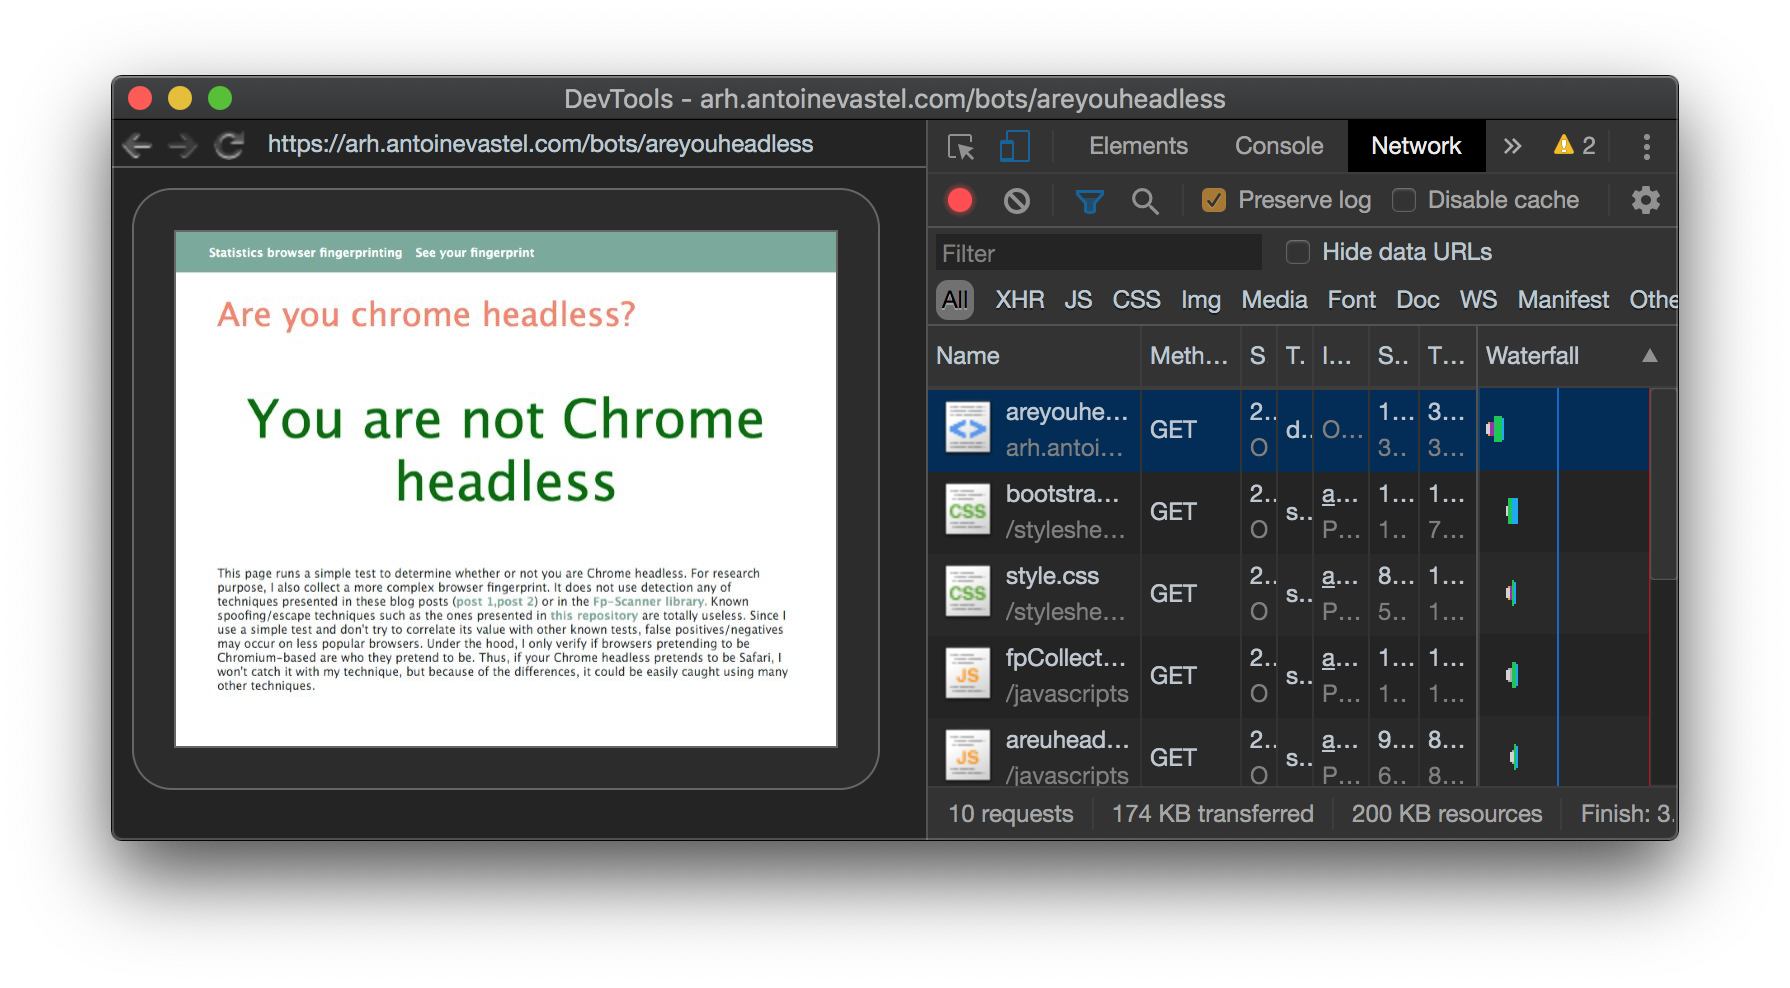 DevTools - arh.antoinevastel.com/bots/areyouheadless
https://arh.antoinevastel.com/bots/areyouheadless
Statistics browser fingerprinting See your fingerprint
Are you chrome headless?
You are not Chrome
headless
This page runs a simple test to determine whether or not you are Chrome headless. For research
purpose, I also collect a more complex browser fingerprint. It does not use detection any of
techniques presented in these blog posts (post 1,post 2) or in the Fp-Scanner library. Known
spoofing/escape techniques such as the ones presented in this repository are totally useless. Since I
use a simple test and don't try to correlate its value with other known tests, false positives/negatives
may occur on less popular browsers. Under the hood, I only verify if browsers pretending to be
Chromium-based are who they pretend to be. Thus, if your Chrome headless pretends to be Safari, I
won't catch it with my technique, but because of the differences, it could be easily caught using many
other techniques.
Elements Console Network » 2
Preserve log Disable cache
Filter Hide data URLs
All XHR JS CSS Img Media Font Doc WS Manifest Othe
Name Meth... S T. I... S.. T... Waterfall
<> areyouhe... GET 2.. d.. O... 1... 3...
arh.antoi... O 3.. 3...
CSS bootstra... GET 2.. s.. a... 1... 1...
/styleshe... O P... 1.. 7...
CSS style.css GET 2.. s.. a... 8... 1...
/styleshe... O P... 5.. 1...
JS fpCollect... GET 2.. s.. a... 1... 1...
/javascripts O P... 1.. 1...
JS areuhead... GET 2.. s.. a... 9... 8...
/javascripts O P... 6.. 8...
10 requests 174 KB transferred 200 KB resources Finish: 3.